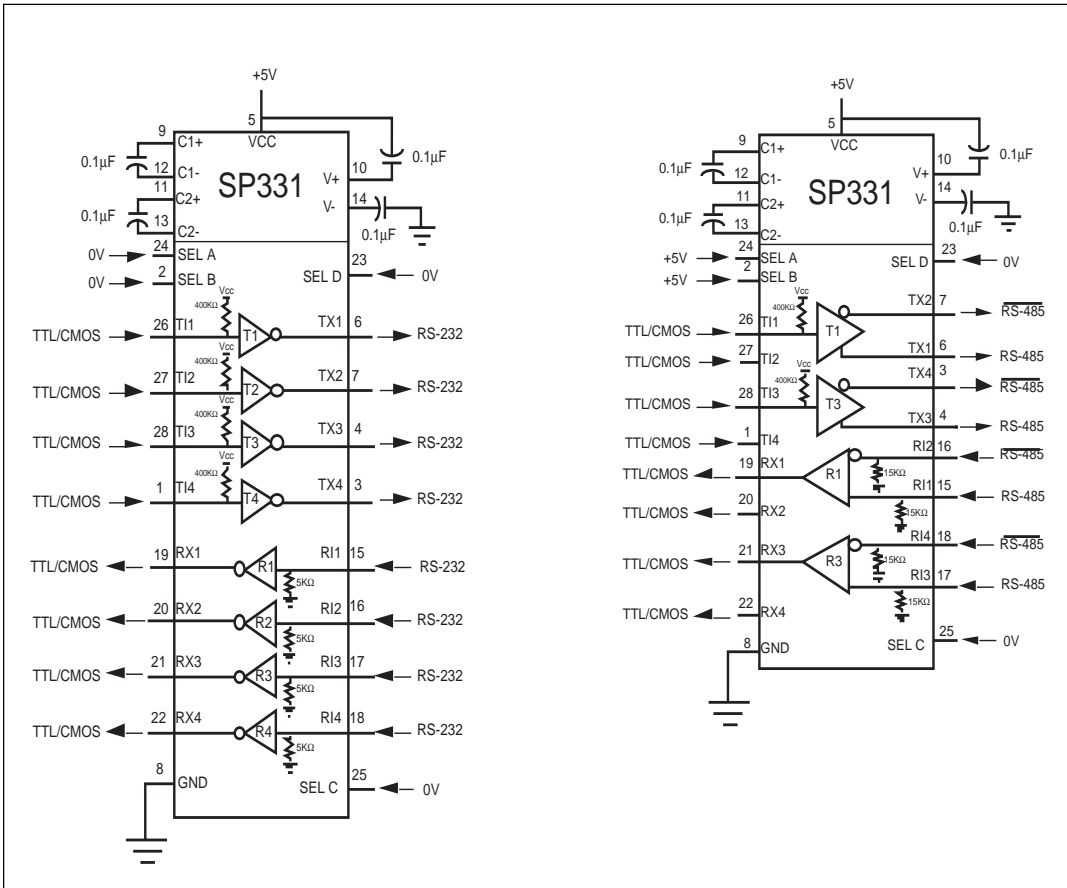 +5V
5
VCC
9 C1+
0.1µF
12 C1-
11 C2+
0.1µF
13 C2-
SP331
V+ 10
0.1µF
V- 14
0.1µF
0V 24 SEL A
0V 2 SEL B
SEL D 23 0V
Vcc
400KΩ
TTL/CMOS 26 TI1 T1 TX1 6 RS-232
Vcc
400KΩ
TTL/CMOS 27 TI2 T2 TX2 7 RS-232
Vcc
400KΩ
TTL/CMOS 28 TI3 T3 TX3 4 RS-232
Vcc
400KΩ
TTL/CMOS 1 TI4 T4 TX4 3 RS-232
TTL/CMOS 19 RX1 R1 RI1 15 RS-232
5KΩ
TTL/CMOS 20 RX2 R2 RI2 16 RS-232
5KΩ
TTL/CMOS 21 RX3 R3 RI3 17 RS-232
5KΩ
TTL/CMOS 22 RX4 R4 RI4 18 RS-232
5KΩ
8 GND
SEL C 25 0V
+5V
5
VCC
9 C1+
0.1µF
12 C1-
11 C2+
0.1µF
13 C2-
SP331
V+ 10
0.1µF
V- 14
0.1µF
+5V 24 SEL A
+5V 2 SEL B
SEL D 23 0V
Vcc
400KΩ
TX2 7 RS-485
TTL/CMOS 26 TI1 T1
TX1 6 RS-485
TTL/CMOS 27 TI2
Vcc
400KΩ
TX4 3 RS-485
TTL/CMOS 28 TI3 T3
TX3 4 RS-485
TTL/CMOS 1 TI4
RI2 16 RS-485
15KΩ
TTL/CMOS 19 RX1 R1
RI1 15 RS-485
15KΩ
TTL/CMOS 20 RX2
RI4 18 RS-485
15KΩ
TTL/CMOS 21 RX3 R3
RI3 17 RS-485
15KΩ
TTL/CMOS 22 RX4
8 GND
SEL C 25 0V